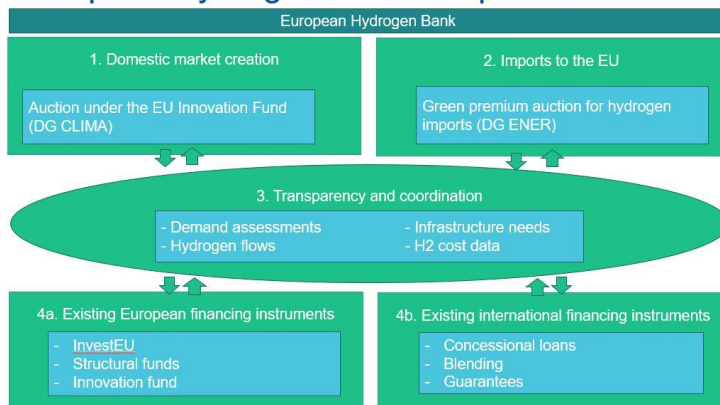 European Hydrogen Bank
1. Domestic market creation
Auction under the EU Innovation Fund
(DG CLIMA)
2. Imports to the EU
Green premium auction for hydrogen
imports (DG ENER)
3. Transparency and coordination
- Demand assessments
- Hydrogen flows
- Infrastructure needs
- H2 cost data
4a. Existing European financing instruments
- InvestEU
- Structural funds
- Innovation fund
4b. Existing international financing instruments
- Concessional loans
- Blending
- Guarantees